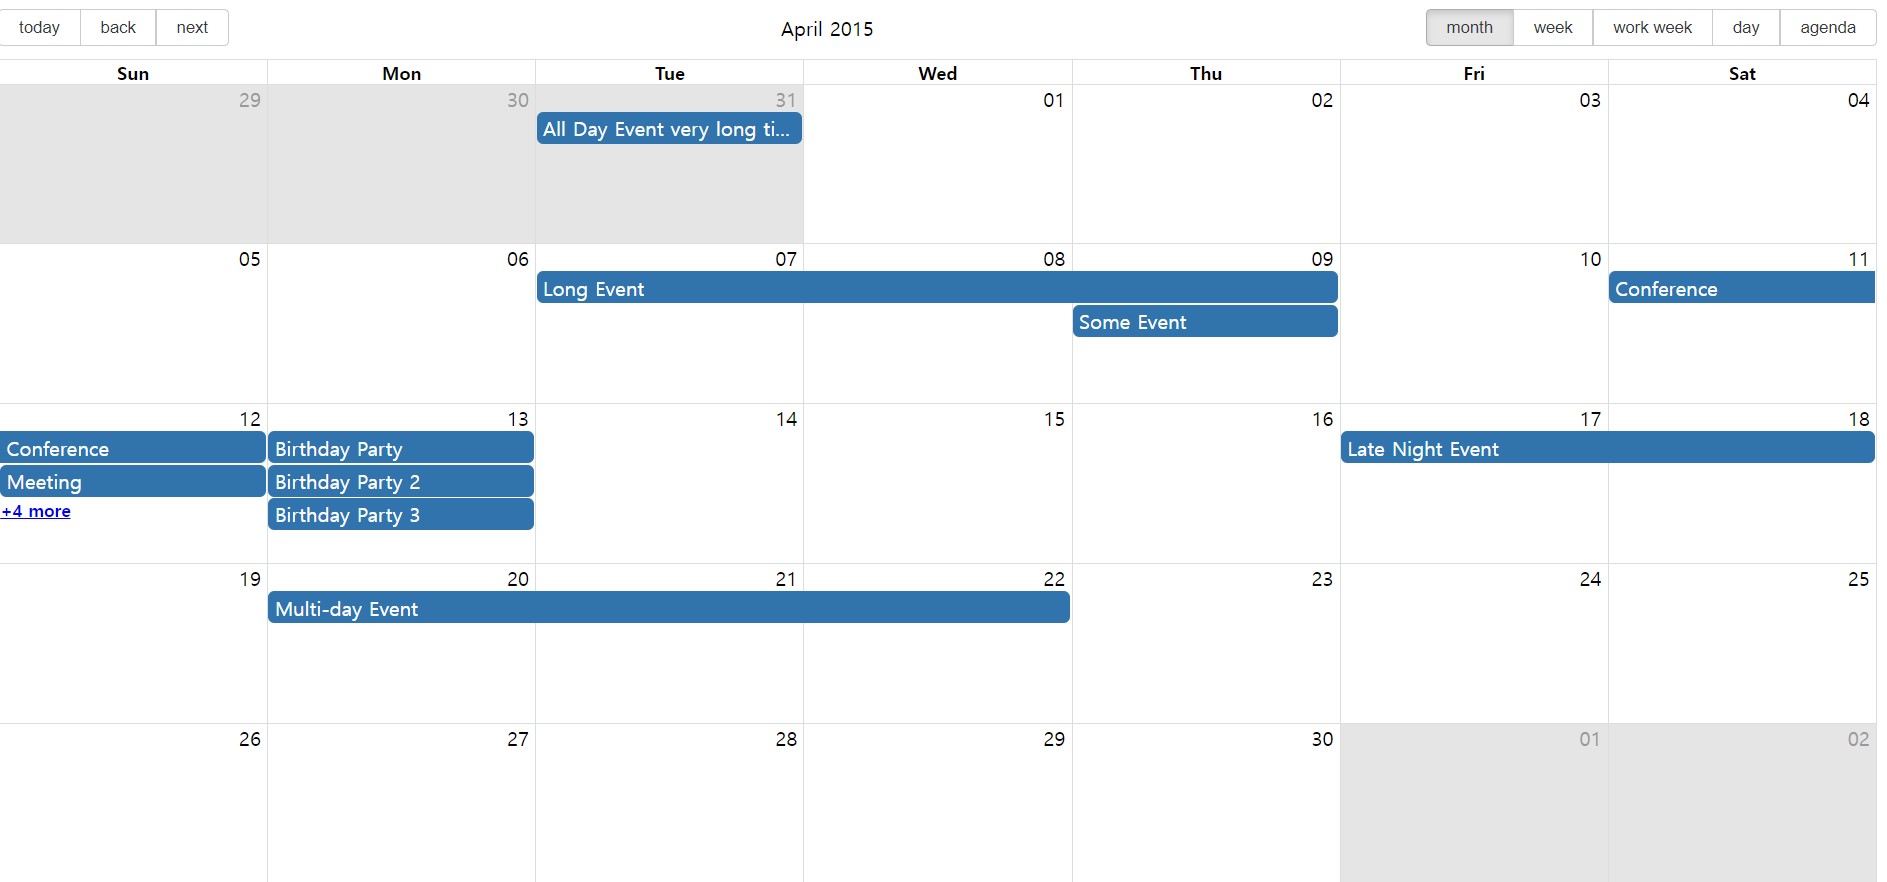 today back next April 2015 month week work week day agenda
Sun Mon Tue Wed Thu Fri Sat
29 30 31 01 02 03 04
All Day Event very long ti...
05 06 07 08 09 10 11
Long Event Conference
Some Event
12 13 14 15 16 17 18
Conference Birthday Party Late Night Event
Meeting Birthday Party 2
+4 more Birthday Party 3
19 20 21 22 23 24 25
Multi-day Event
26 27 28 29 30 01 02